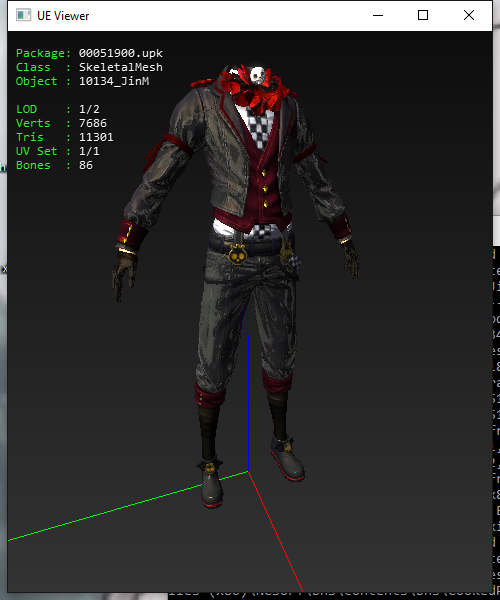 UE Viewer
Package: 00051900.upk
Class : SkeletalMesh
Object : 10134_JinM
LOD : 1/2
Verts : 7686
Tris : 11301
UV Set : 1/1
Bones : 86